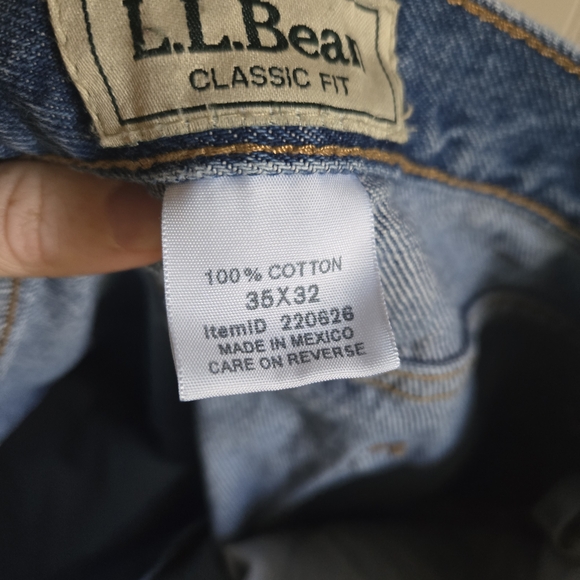 L.L.Bean
CLASSIC FIT
100% COTTON
35X32
ItemID 220626
MADE IN MEXICO
CARE ON REVERSE